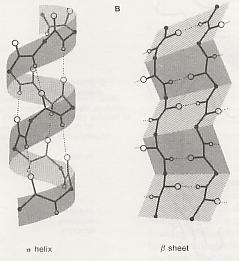 B
α helix
β sheet